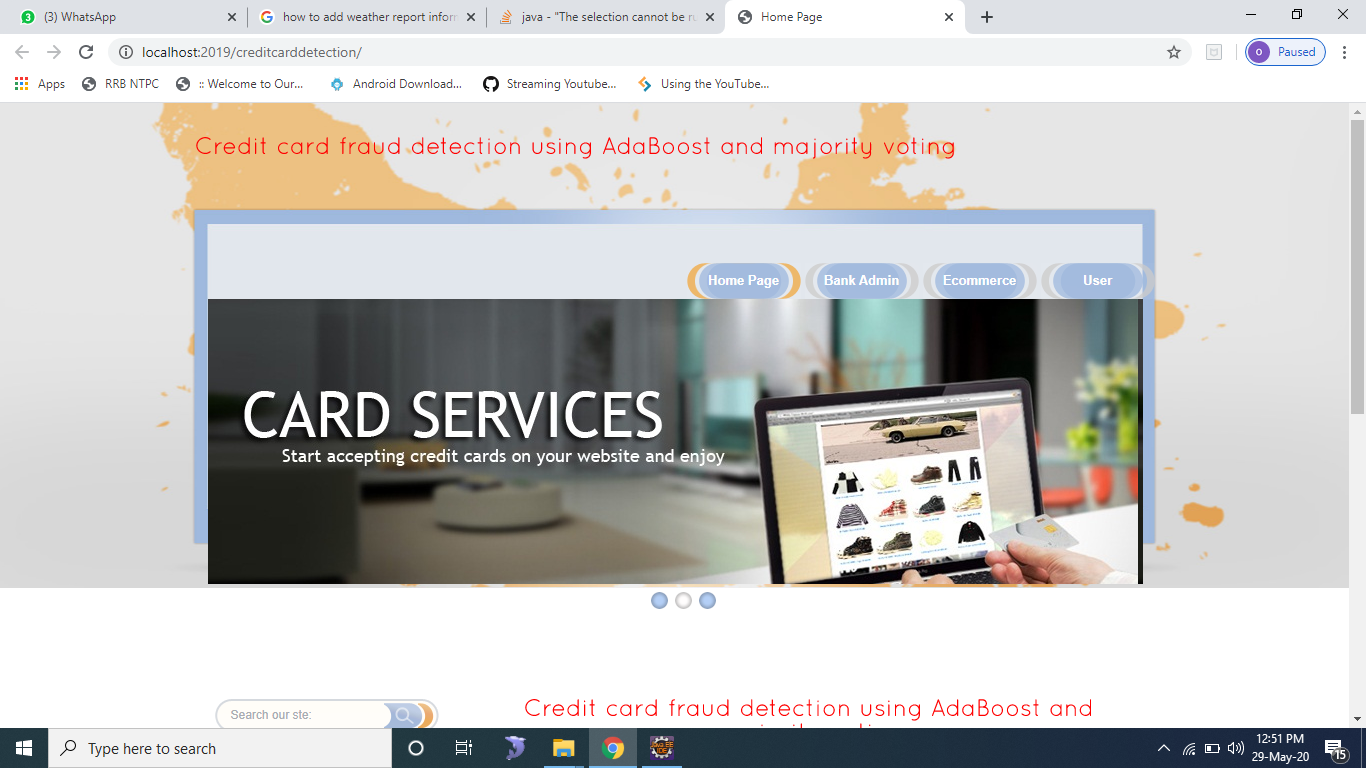 (3) WhatsApp
how to add weather report inform
java - "The selection cannot be ru
Home Page
localhost:2019/creditcarddetection/
Paused
Apps
RRB NTPC
:: Welcome to Our...
Android Download...
Streaming Youtube...
Using the YouTube...
Credit card fraud detection using AdaBoost and majority voting
Home Page
Bank Admin
Ecommerce
User
CARD SERVICES
Start accepting credit cards on your website and enjoy
Search our ste:
Credit card fraud detection using AdaBoost and
Type here to search
12:51 PM
29-May-20
15